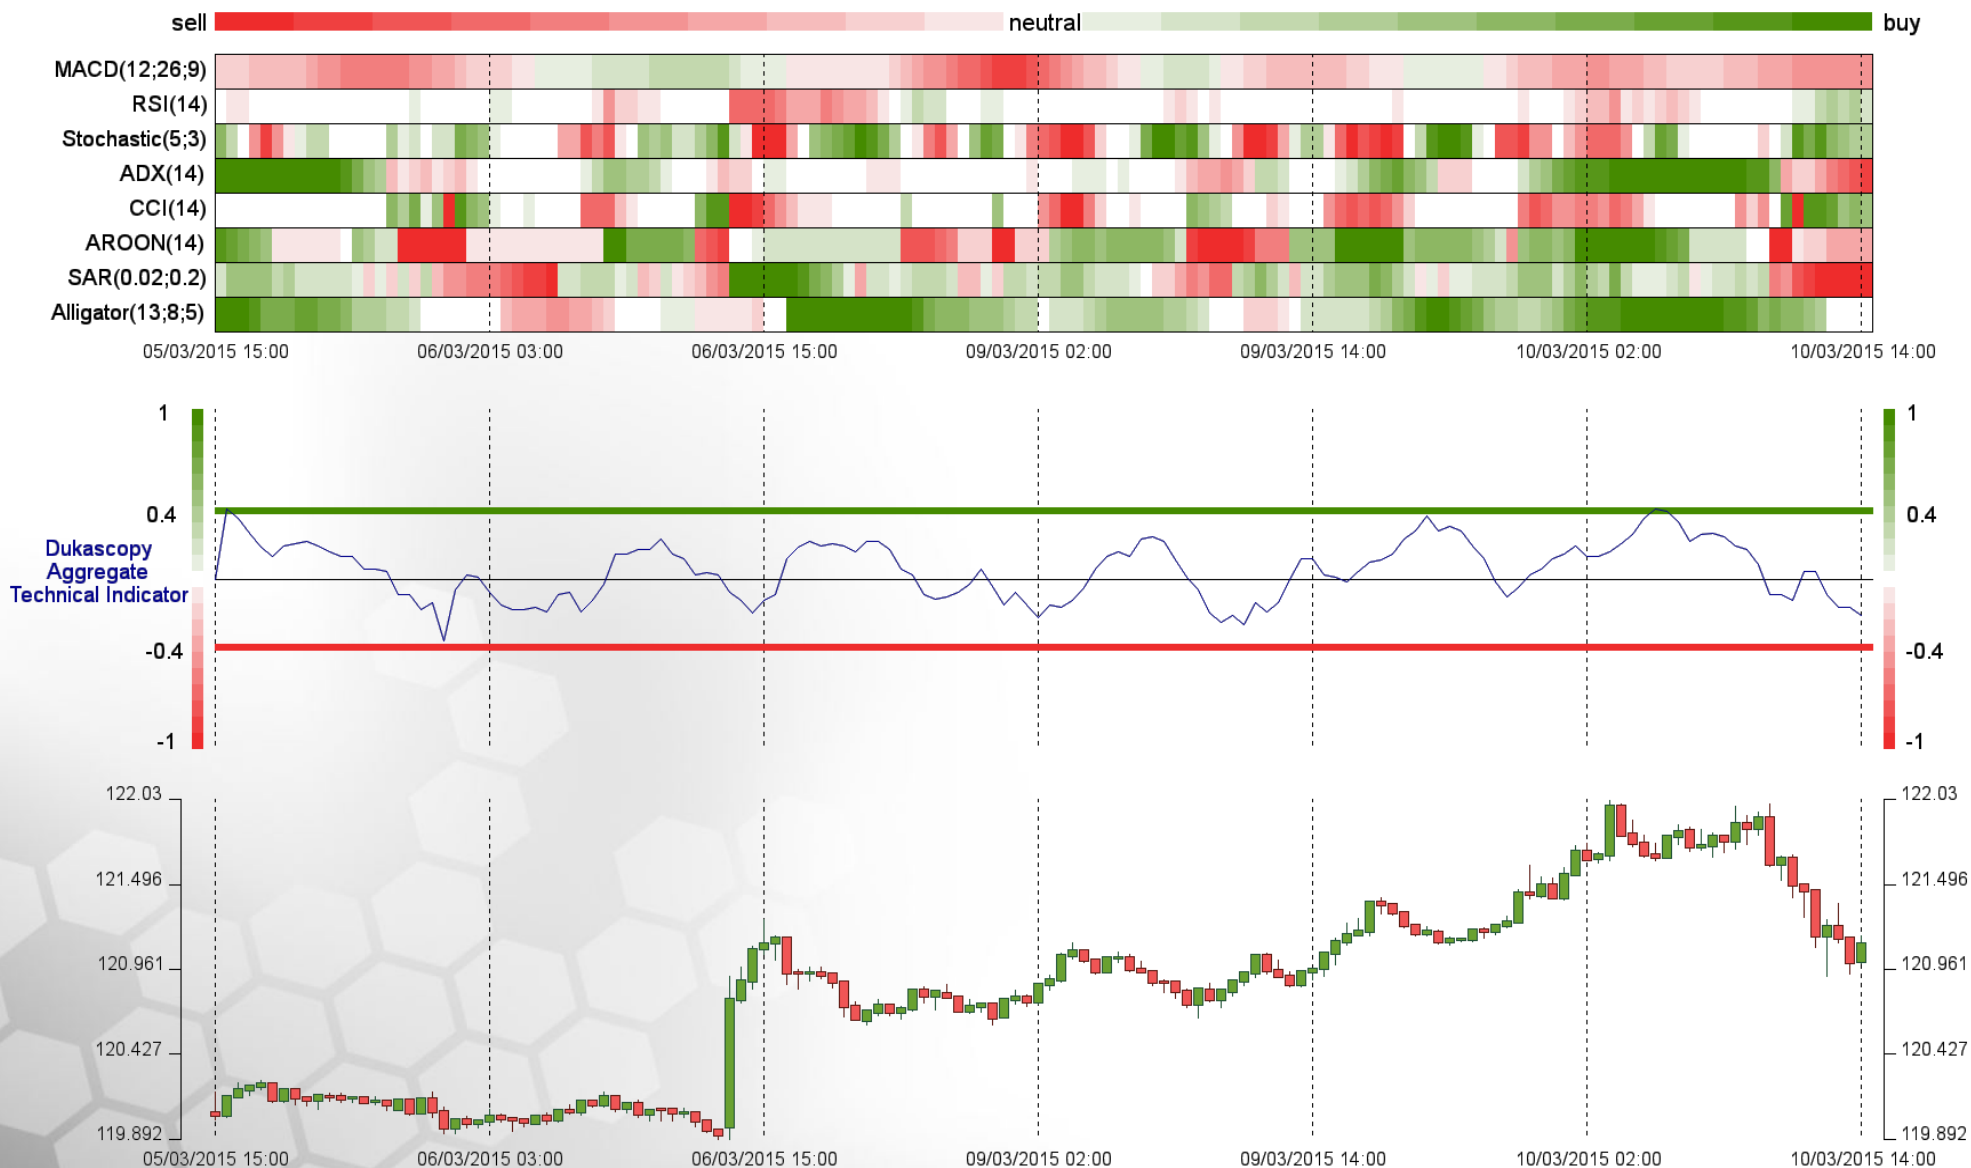 sell neutral buy
MACD(12;26;9)
RSI(14)
Stochastic(5;3)
ADX(14)
CCI(14)
AROON(14)
SAR(0.02;0.2)
Alligator(13;8;5)
05/03/2015 15:00 06/03/2015 03:00 06/03/2015 15:00 09/03/2015 02:00 09/03/2015 14:00 10/03/2015 02:00 10/03/2015 14:00
1 1
0.4 0.4
Dukascopy
Aggregate
Technical Indicator
-0.4 -0.4
-1 -1
122.03 122.03
121.496 121.496
120.961 120.961
120.427 120.427
119.892 119.892
05/03/2015 15:00 06/03/2015 03:00 06/03/2015 15:00 09/03/2015 02:00 09/03/2015 14:00 10/03/2015 02:00 10/03/2015 14:00